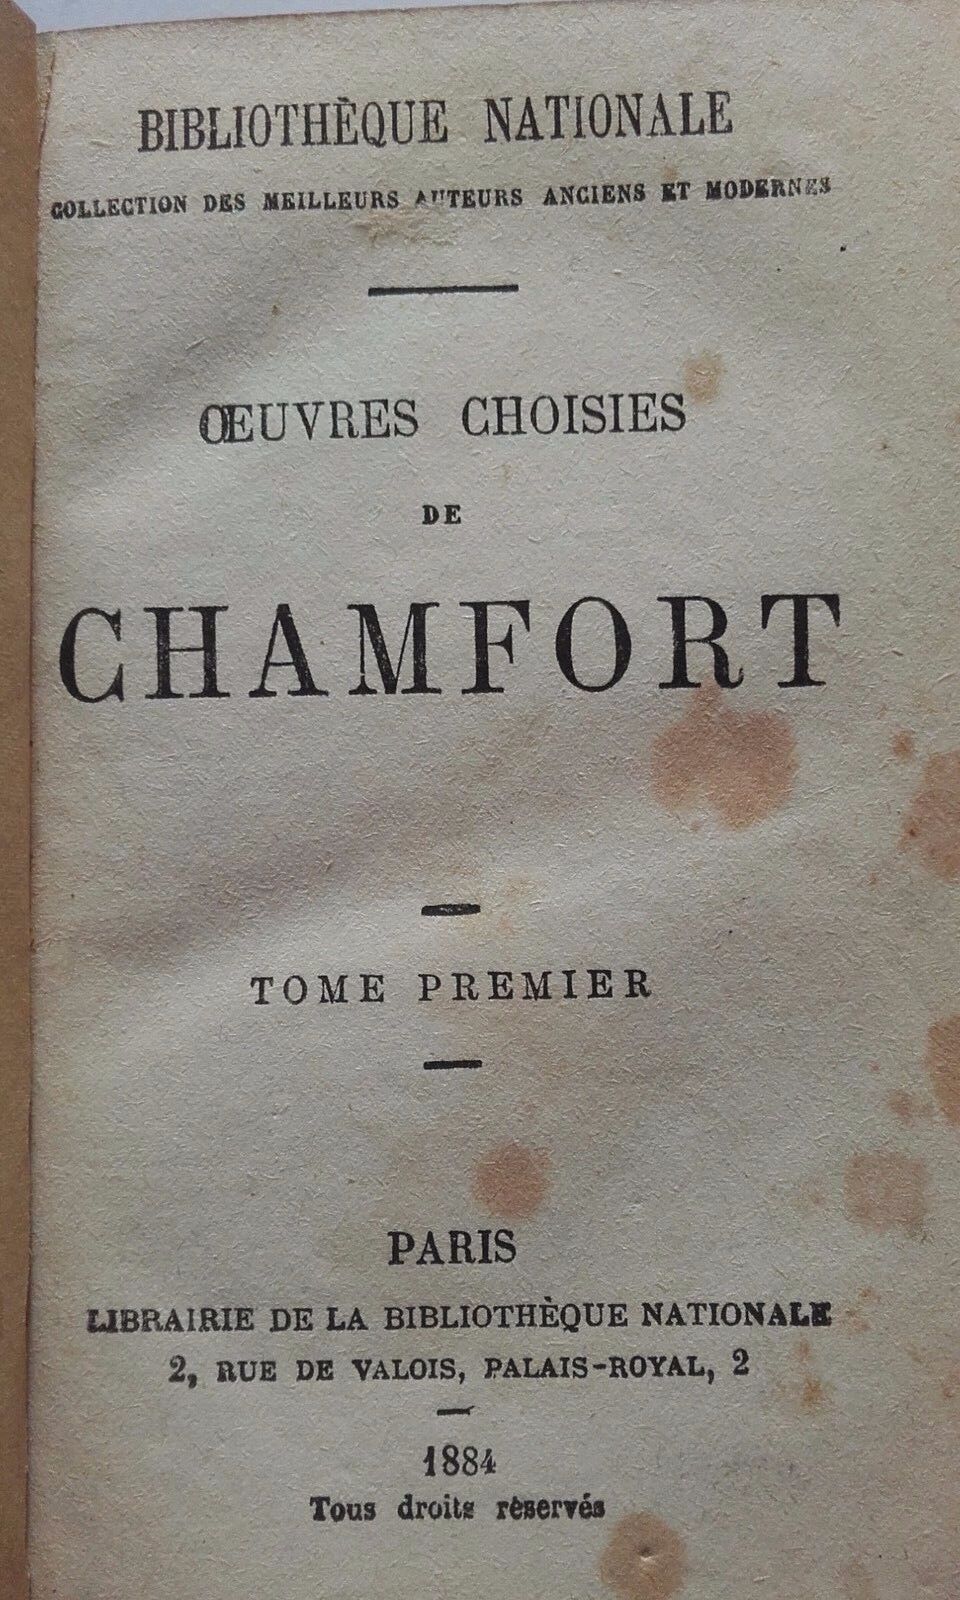 BIBLIOTHÈQUE NATIONALE
COLLECTION DES MEILLEURS AUTEURS ANCIENS ET MODERNES
ŒUVRES CHOISIES
DE
CHAMFORT
TOME PREMIER
PARIS
LIBRAIRIE DE LA BIBLIOTHÈQUE NATIONALE
2, RUE DE VALOIS, PALAIS-ROYAL, 2
1884
Tous droits rèservés